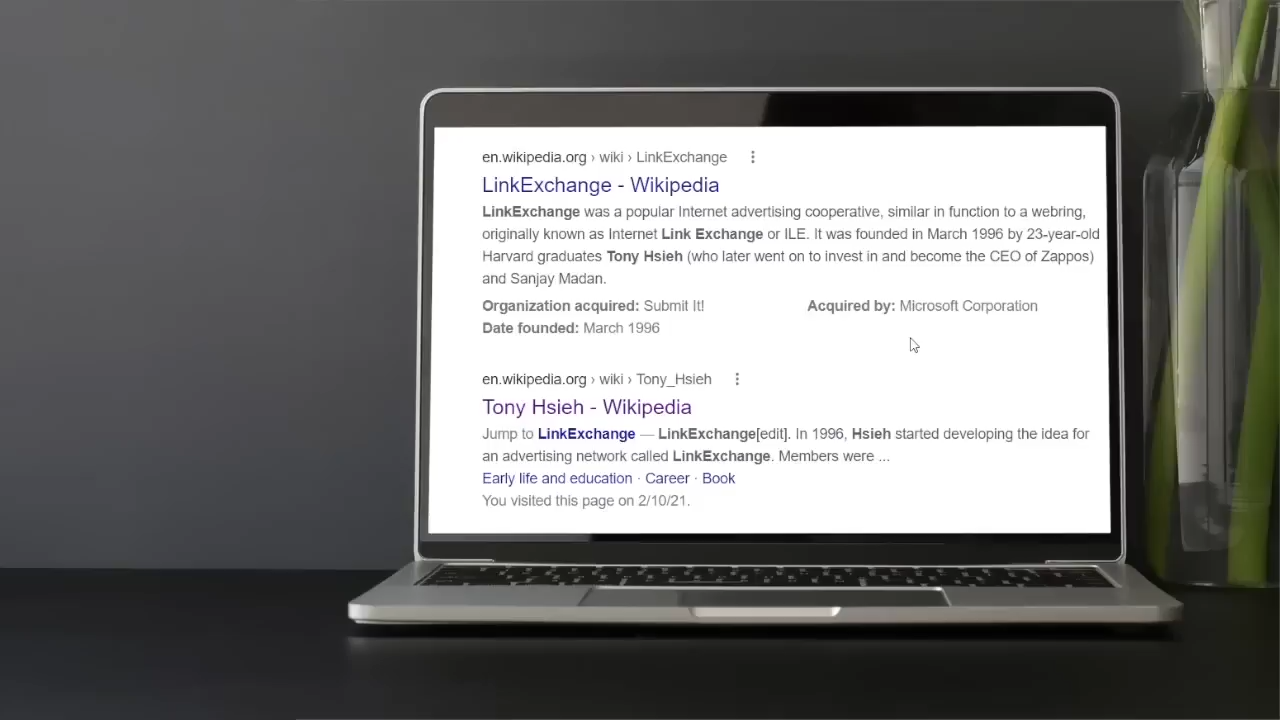 en.wikipedia.org › wiki › LinkExchange
LinkExchange - Wikipedia
LinkExchange was a popular Internet advertising cooperative, similar in function to a webring,
originally known as Internet Link Exchange or ILE. It was founded in March 1996 by 23-year-old
Harvard graduates Tony Hsieh (who later went on to invest in and become the CEO of Zappos)
and Sanjay Madan.
Organization acquired: Submit It! Acquired by: Microsoft Corporation
Date founded: March 1996
en.wikipedia.org › wiki › Tony_Hsieh
Tony Hsieh - Wikipedia
Jump to LinkExchange — LinkExchange[edit]. In 1996, Hsieh started developing the idea for
an advertising network called LinkExchange. Members were ...
Early life and education · Career · Book
You visited this page on 2/10/21.